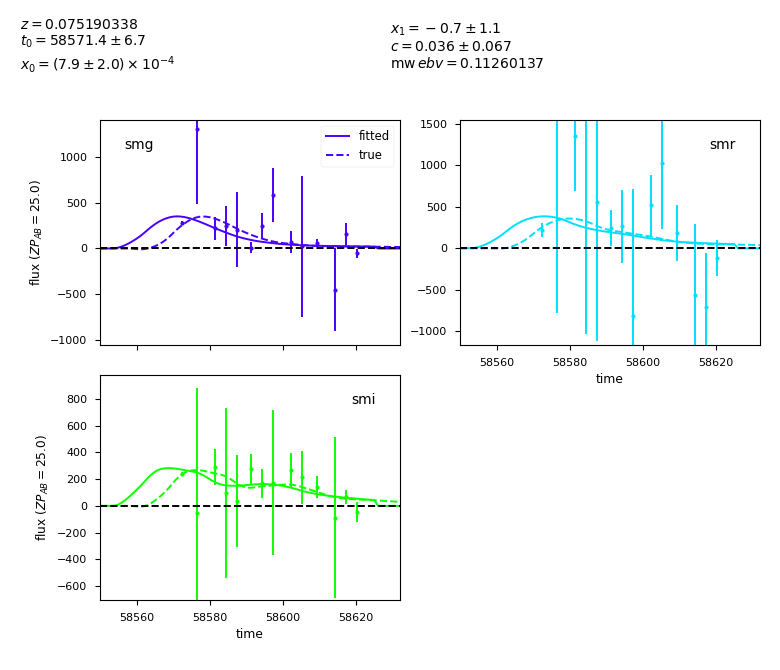 z = 0.075190338
t₀ = 58571.4 ± 6.7
x₀ = (7.9 ± 2.0) × 10⁻⁴
x₁ = −0.7 ± 1.1
c = 0.036 ± 0.067
mw ebv = 0.11260137
smg
fitted
true
1000
500
0
−500
−1000
flux (ZP_AB = 25.0)
smr
1500
1000
500
0
−500
−1000
58560 58580 58600 58620
time
smi
800
600
400
200
0
−200
−400
−600
flux (ZP_AB = 25.0)
58560 58580 58600 58620
time